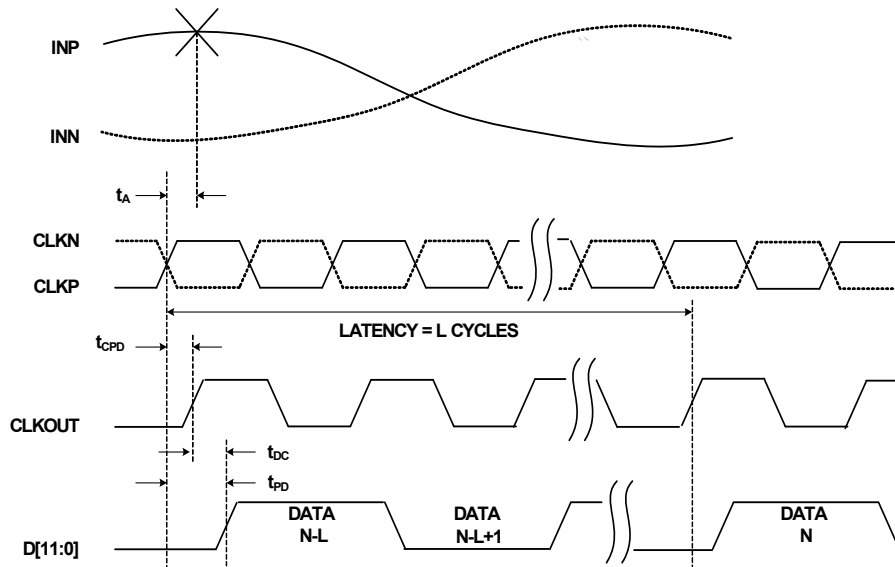 INP
INN
tA
CLKN
CLKP
LATENCY = L CYCLES
tCPD
CLKOUT
tDC
tPD
DATA
N-L
DATA
N-L+1
DATA
N
D[11:0]